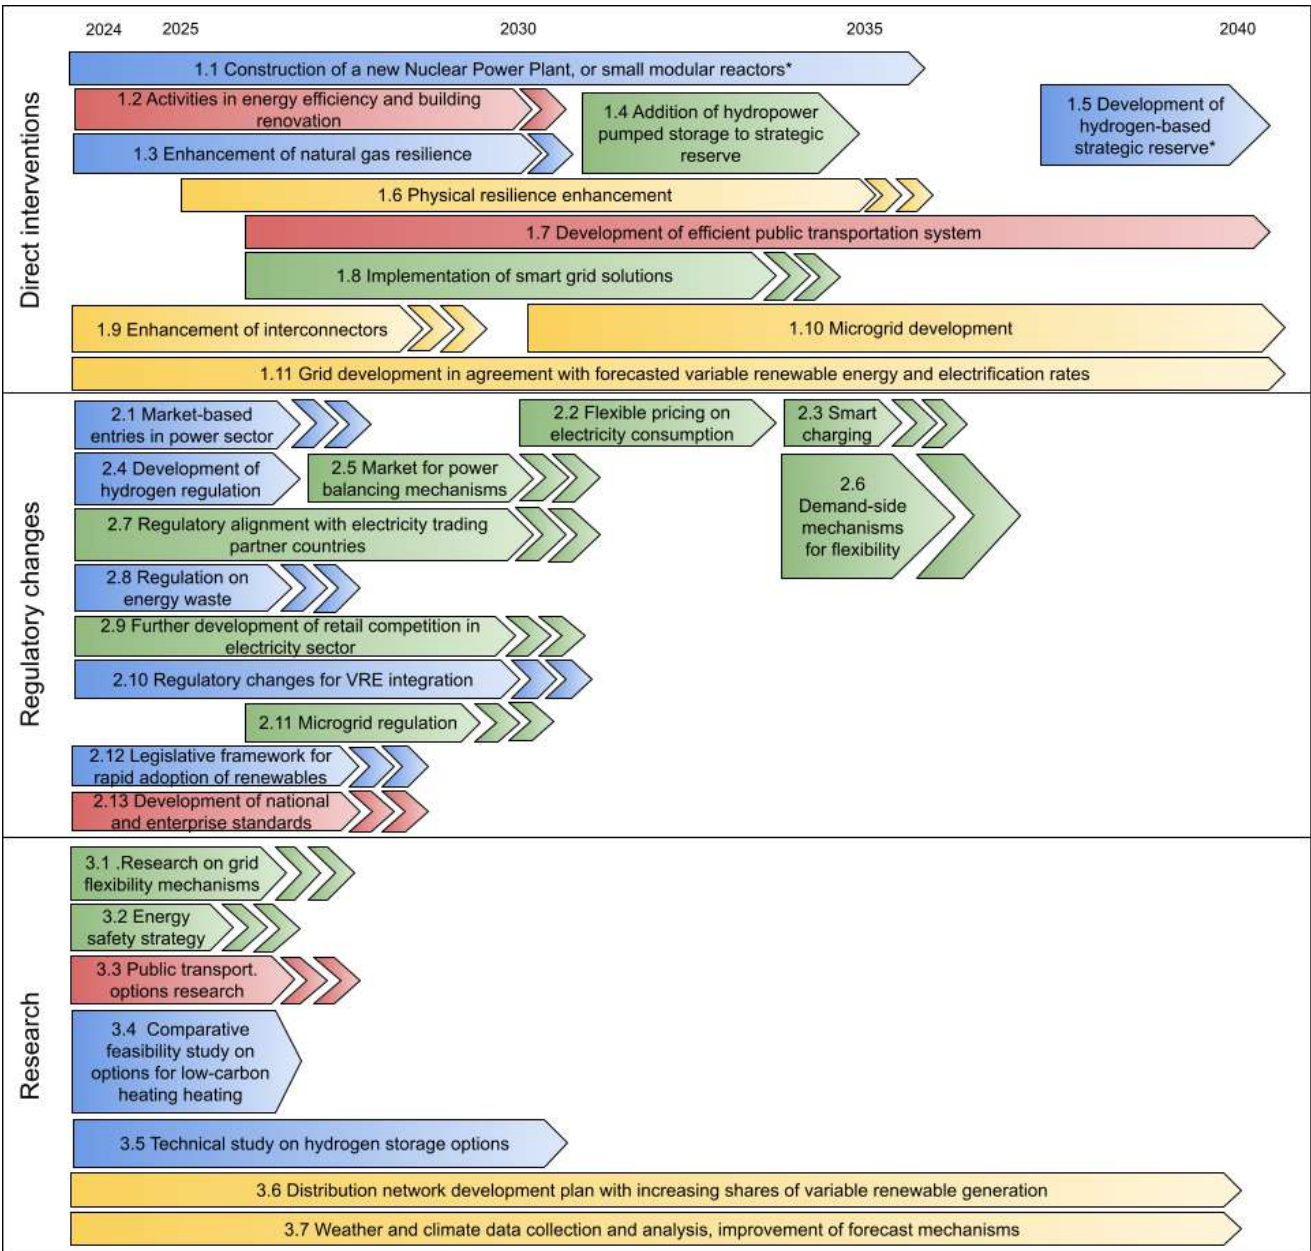 2024
2025
2030
2035
2040
Direct interventions
1.1 Construction of a new Nuclear Power Plant, or small modular reactors*
1.2 Activities in energy efficiency and building
renovation
1.3 Enhancement of natural gas resilience
1.4 Addition of hydropower
pumped storage to strategic
reserve
1.5 Development of
hydrogen-based
strategic reserve*
1.6 Physical resilience enhancement
1.7 Development of efficient public transportation system
1.8 Implementation of smart grid solutions
1.9 Enhancement of interconnectors
1.10 Microgrid development
1.11 Grid development in agreement with forecasted variable renewable energy and electrification rates
Regulatory changes
2.1 Market-based
entries in power sector
2.2 Flexible pricing on
electricity consumption
2.3 Smart
charging
2.4 Development of
hydrogen regulation
2.5 Market for power
balancing mechanisms
2.6
Demand-side
mechanisms
for flexibility
2.7 Regulatory alignment with electricity trading
partner countries
2.8 Regulation on
energy waste
2.9 Further development of retail competition in
electricity sector
2.10 Regulatory changes for VRE integration
2.11 Microgrid regulation
2.12 Legislative framework for
rapid adoption of renewables
2.13 Development of national
and enterprise standards
Research
3.1 .Research on grid
flexibility mechanisms
3.2 Energy
safety strategy
3.3 Public transport.
options research
3.4 Comparative
feasibility study on
options for low-carbon
heating heating
3.5 Technical study on hydrogen storage options
3.6 Distribution network development plan with increasing shares of variable renewable generation
3.7 Weather and climate data collection and analysis, improvement of forecast mechanisms